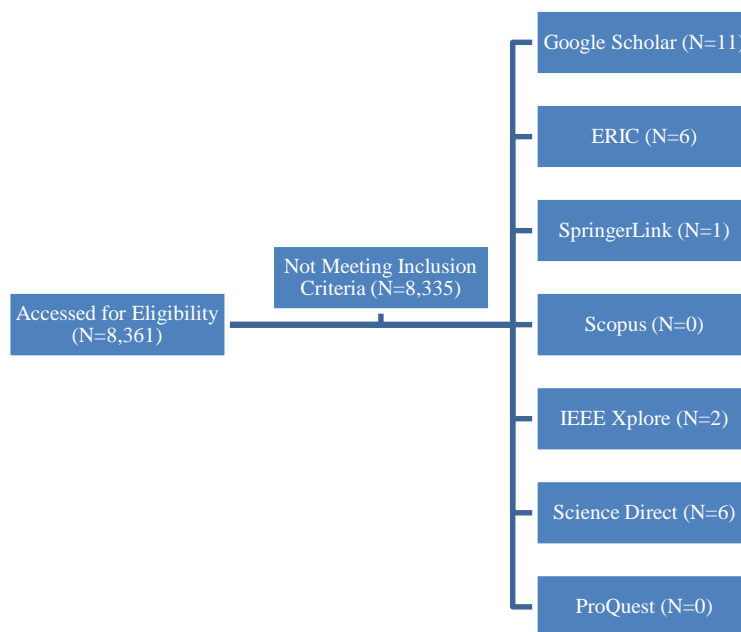 Google Scholar (N=11)
ERIC (N=6)
SpringerLink (N=1)
Not Meeting Inclusion
Criteria (N=8,335)
Accessed for Eligibility
(N=8,361)
Scopus (N=0)
IEEE Xplore (N=2)
Science Direct (N=6)
ProQuest (N=0)